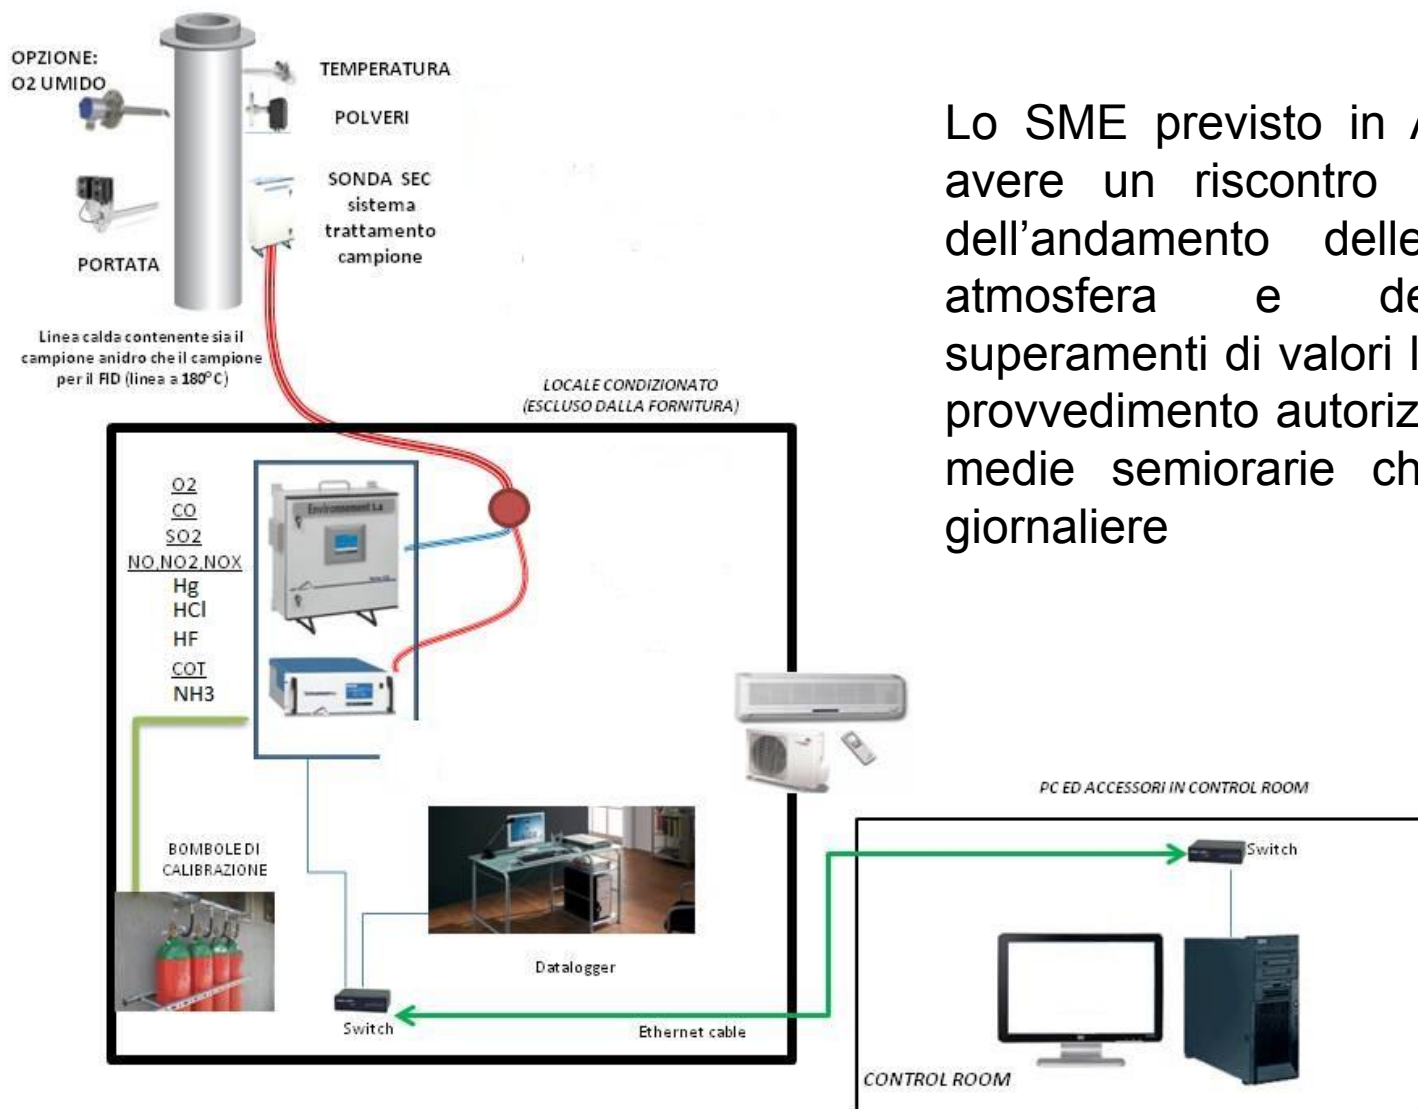 OPZIONE:
O2 UMIDO
TEMPERATURA
POLVERI
SONDA SEC
sistema
trattamento
campione
PORTATA
Linea calda contenente sia il
campione anidro che il campione
per il FID (linea a 180°C)
LOCALE CONDIZIONATO
(ESCLUSO DALLA FORNITURA)
O2
CO
SO2
NO,NO2,NOX
Hg
HCl
HF
COT
NH3
Environnement s.a
BOMBOLE DI
CALIBRAZIONE
Datalogger
Switch
Ethernet cable
PC ED ACCESSORI IN CONTROL ROOM
Switch
CONTROL ROOM
Lo SME previsto in
avere un riscontro
dell’andamento delle
atmosfera e
superamenti di valori
provvedimento
medie semiorarie
giornaliere